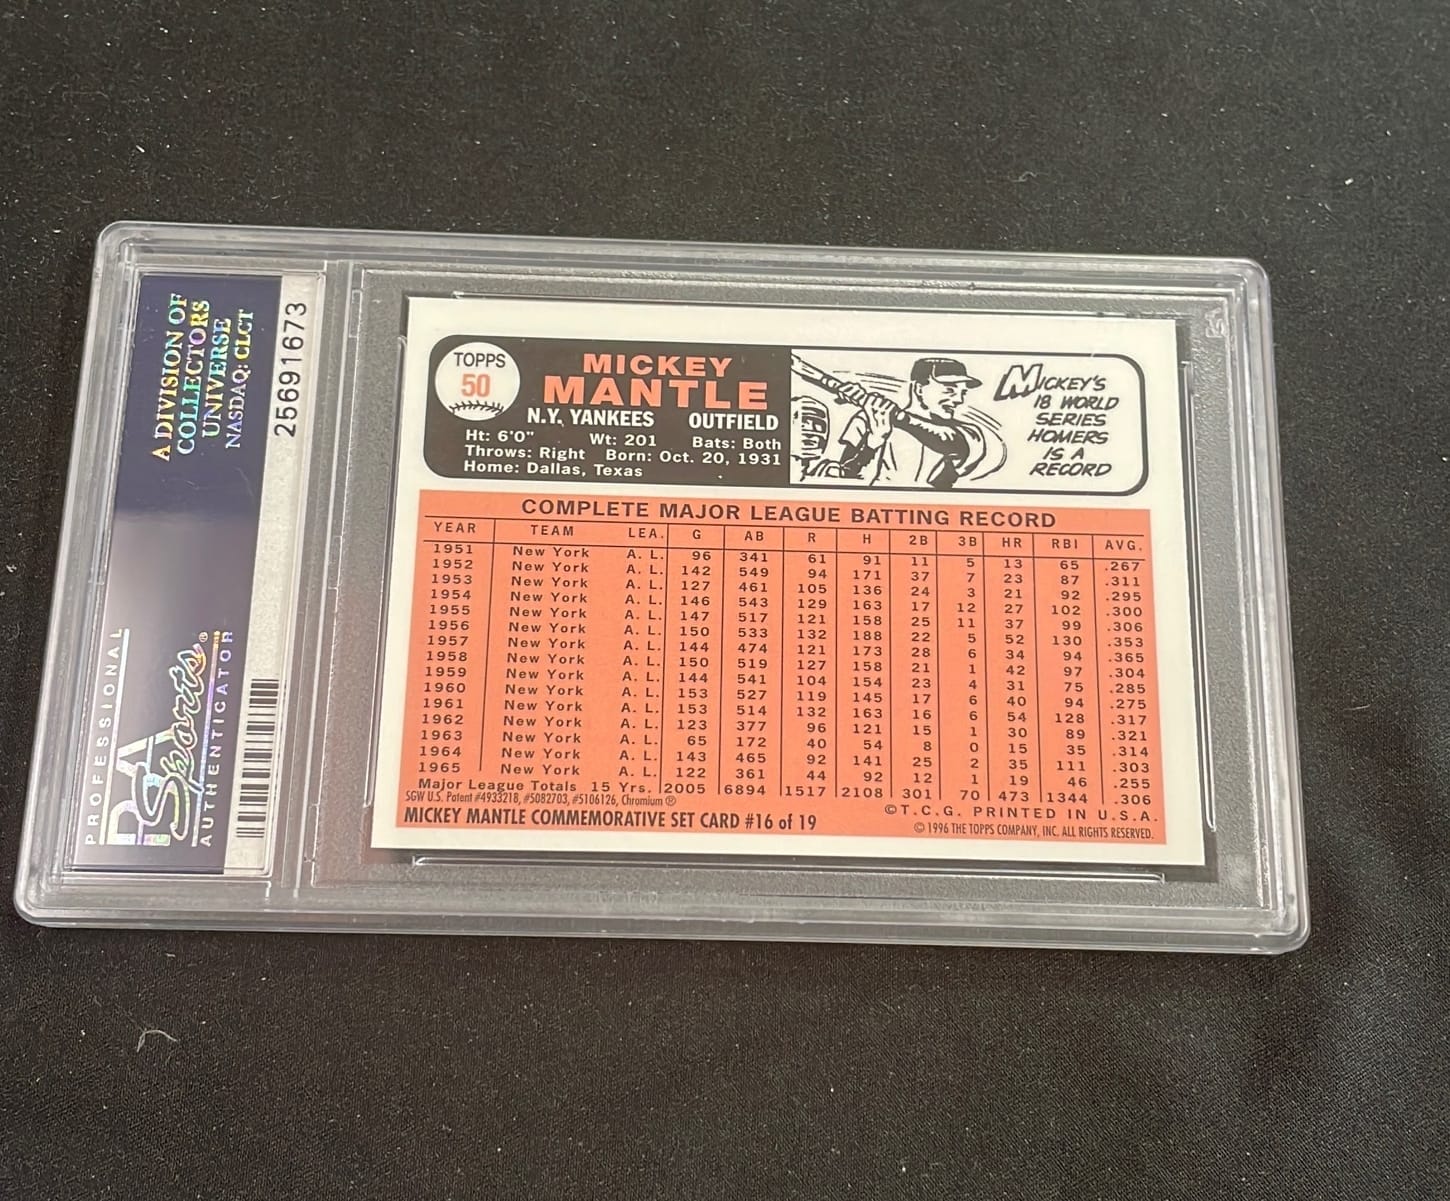 A DIVISION OF
COLLECTORS
UNIVERSE
NASDAQ: CLCT
25691673
PROFESSIONAL
PSA
Sports®
AUTHENTICATOR
TOPPS
50
MICKEY
MANTLE
N.Y. YANKEES OUTFIELD
Ht: 6'0" Wt: 201 Bats: Both
Throws: Right Born: Oct. 20, 1931
Home: Dallas, Texas
MICKEY'S
18 WORLD
SERIES
HOMERS
IS A
RECORD
COMPLETE MAJOR LEAGUE BATTING RECORD
YEAR TEAM LEA. G AB R H 2B 3B HR RBI AVG.
1951 New York A. L. 96 341 61 91 11 5 13 65 .267
1952 New York A. L. 142 549 94 171 37 7 23 87 .311
1953 New York A. L. 127 461 105 136 24 3 21 92 .295
1954 New York A. L. 146 543 129 163 17 12 27 102 .300
1955 New York A. L. 147 517 121 158 25 11 37 99 .306
1956 New York A. L. 150 533 132 188 22 5 52 130 .353
1957 New York A. L. 144 474 121 173 28 6 34 94 .365
1958 New York A. L. 150 519 127 158 21 1 42 97 .304
1959 New York A. L. 144 541 104 154 23 4 31 75 .285
1960 New York A. L. 153 527 119 145 17 6 40 94 .275
1961 New York A. L. 153 514 132 163 16 6 54 128 .317
1962 New York A. L. 123 377 96 121 15 1 30 89 .321
1963 New York A. L. 65 172 40 54 8 0 15 35 .314
1964 New York A. L. 143 465 92 141 25 2 35 111 .303
1965 New York A. L. 122 361 44 92 12 1 19 46 .255
Major League Totals 15 Yrs. 2005 6894 1517 2108 301 70 473 1344 .306
SGW U.S. Patent #4933218, #5082703, #5106126, Chromium ®
©T.C.G. PRINTED IN U.S.A.
MICKEY MANTLE COMMEMORATIVE SET CARD #16 of 19
© 1996 THE TOPPS COMPANY, INC. ALL RIGHTS RESERVED.